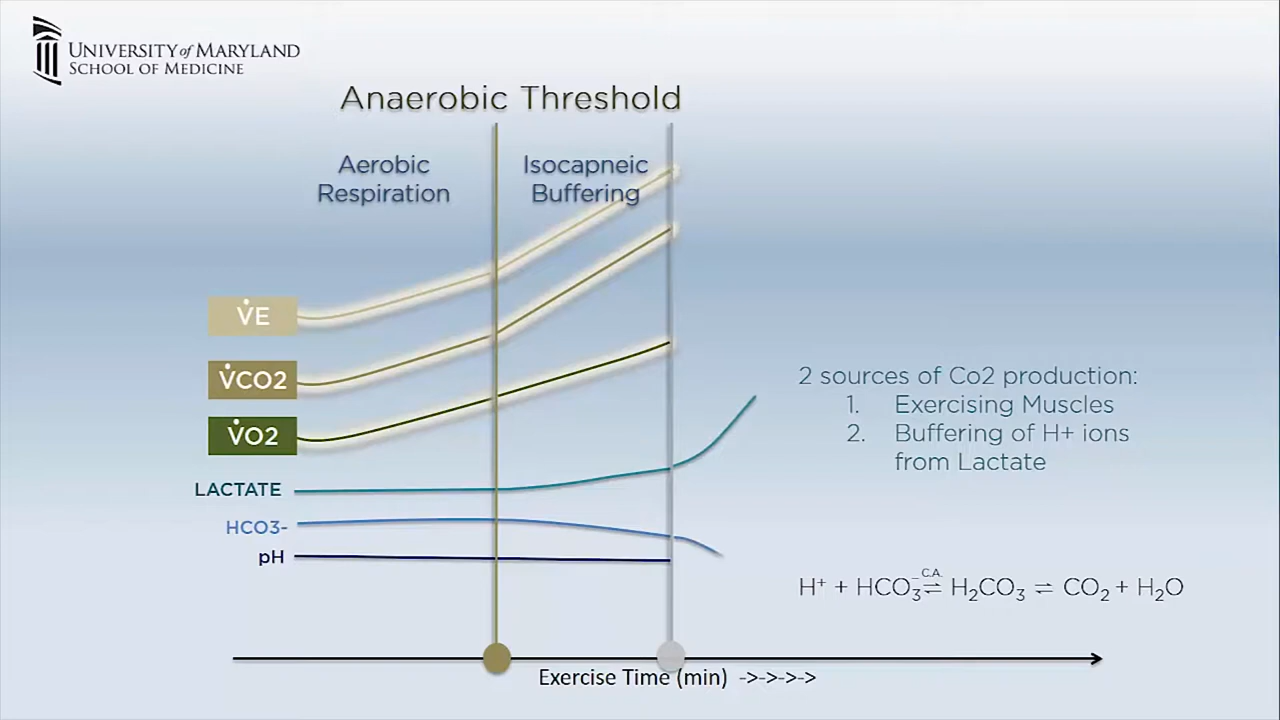 UNIVERSITY of MARYLAND
SCHOOL OF MEDICINE
Anaerobic Threshold
Aerobic
Respiration
Isocapneic
Buffering
V̇E
V̇CO2
V̇O2
LACTATE
HCO3-
pH
2 sources of Co2 production:
1. Exercising Muscles
2. Buffering of H+ ions
from Lactate
C.A.
H⁺ + HCO₃⁻ ⇌ H₂CO₃ ⇌ CO₂ + H₂O
Exercise Time (min) ->->->->